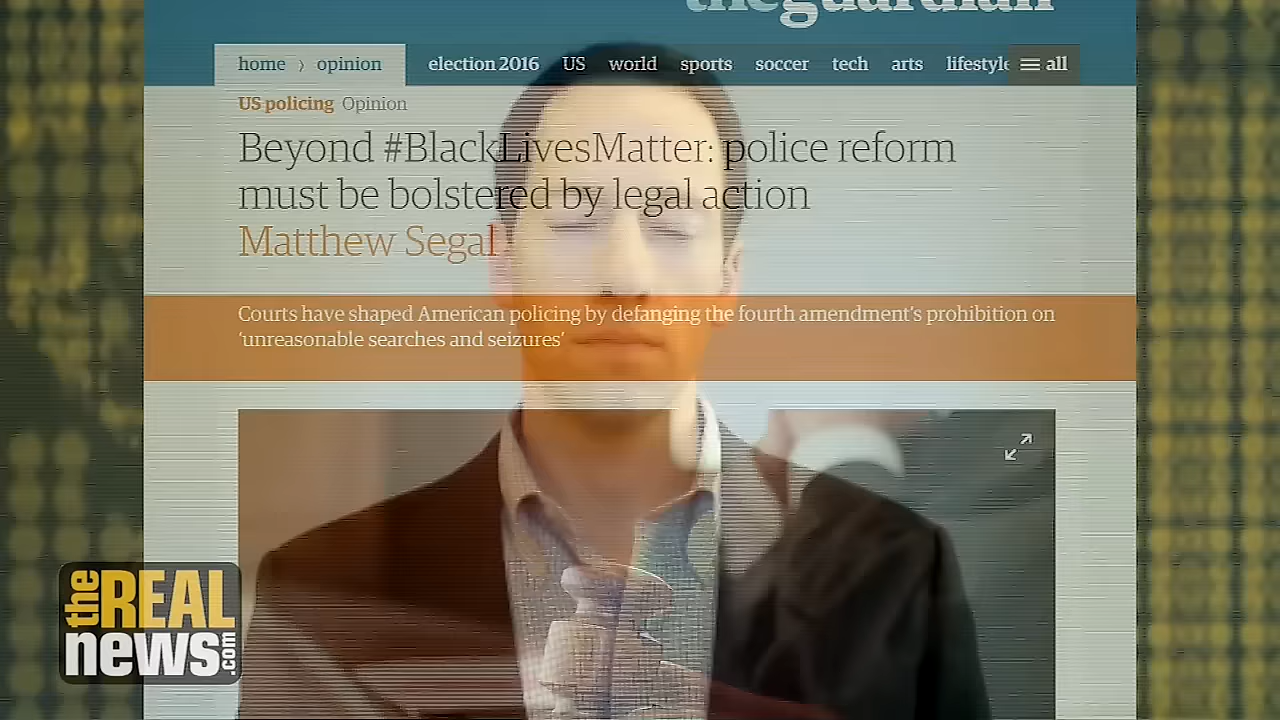 theguardian
home › opinion election 2016 US world sports soccer tech arts lifestyle all
US policing Opinion
Beyond #BlackLivesMatter: police reform
must be bolstered by legal action
Matthew Segal
Courts have shaped American policing by defanging the fourth amendment's prohibition on
'unreasonable searches and seizures'
the REAL
news.com